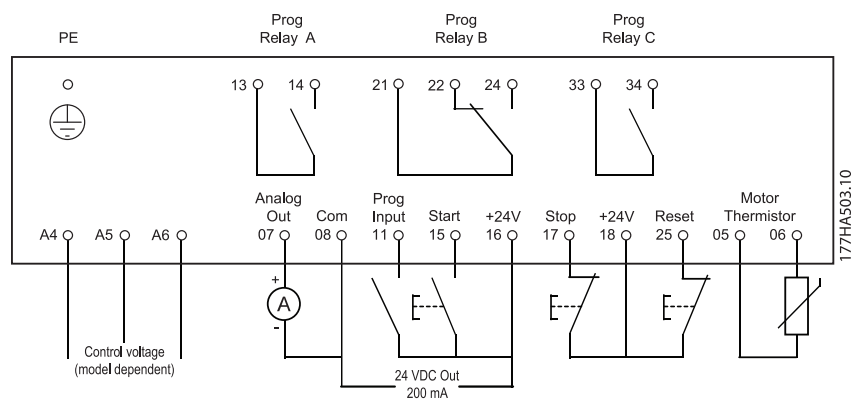 PE
Prog
Relay A
Prog
Relay B
Prog
Relay C
13 14 21 22 24 33 34
Analog
Out
07
Com
08
Prog
Input
11
Start
15
+24V
16
Stop
17
+24V
18
Reset
25
Motor
Thermistor
05 06
A4 A5 A6
+
A
-
Control voltage
(model dependent)
24 VDC Out
200 mA
177HA503.10